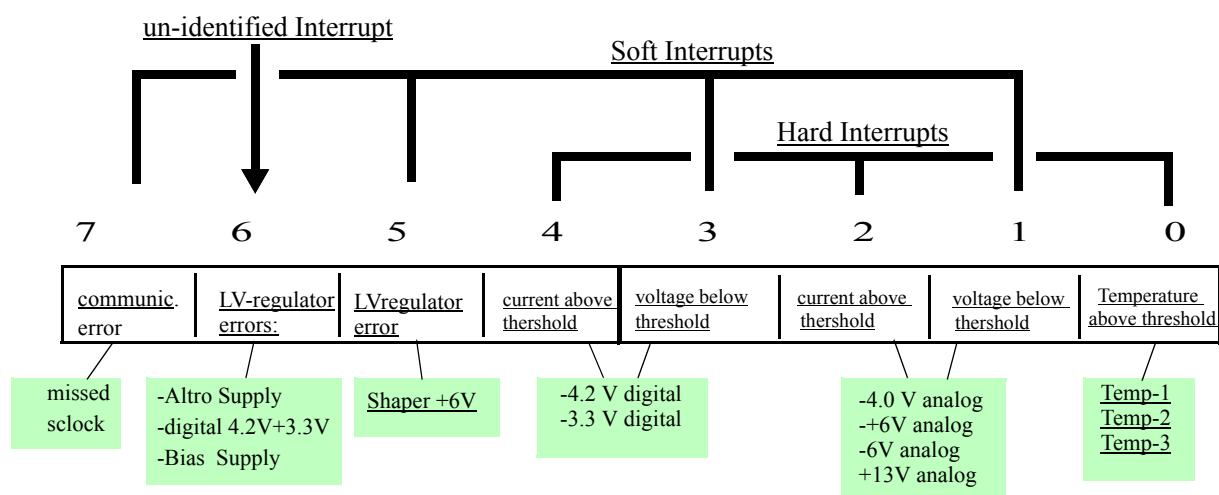 un-identified Interrupt
Soft Interrupts
Hard Interrupts
7 6 5 4 3 2 1 0
communic.
error
LV-regulator
errors:
LVregulator
error
current above
thershold
voltage below
threshold
current above
thershold
voltage below
thershold
Temperature
above threshold
missed
sclock
-Altro Supply
-digital 4.2V+3.3V
-Bias Supply
Shaper +6V
-4.2 V digital
-3.3 V digital
-4.0 V analog
-+6V analog
-6V analog
+13V analog
Temp-1
Temp-2
Temp-3